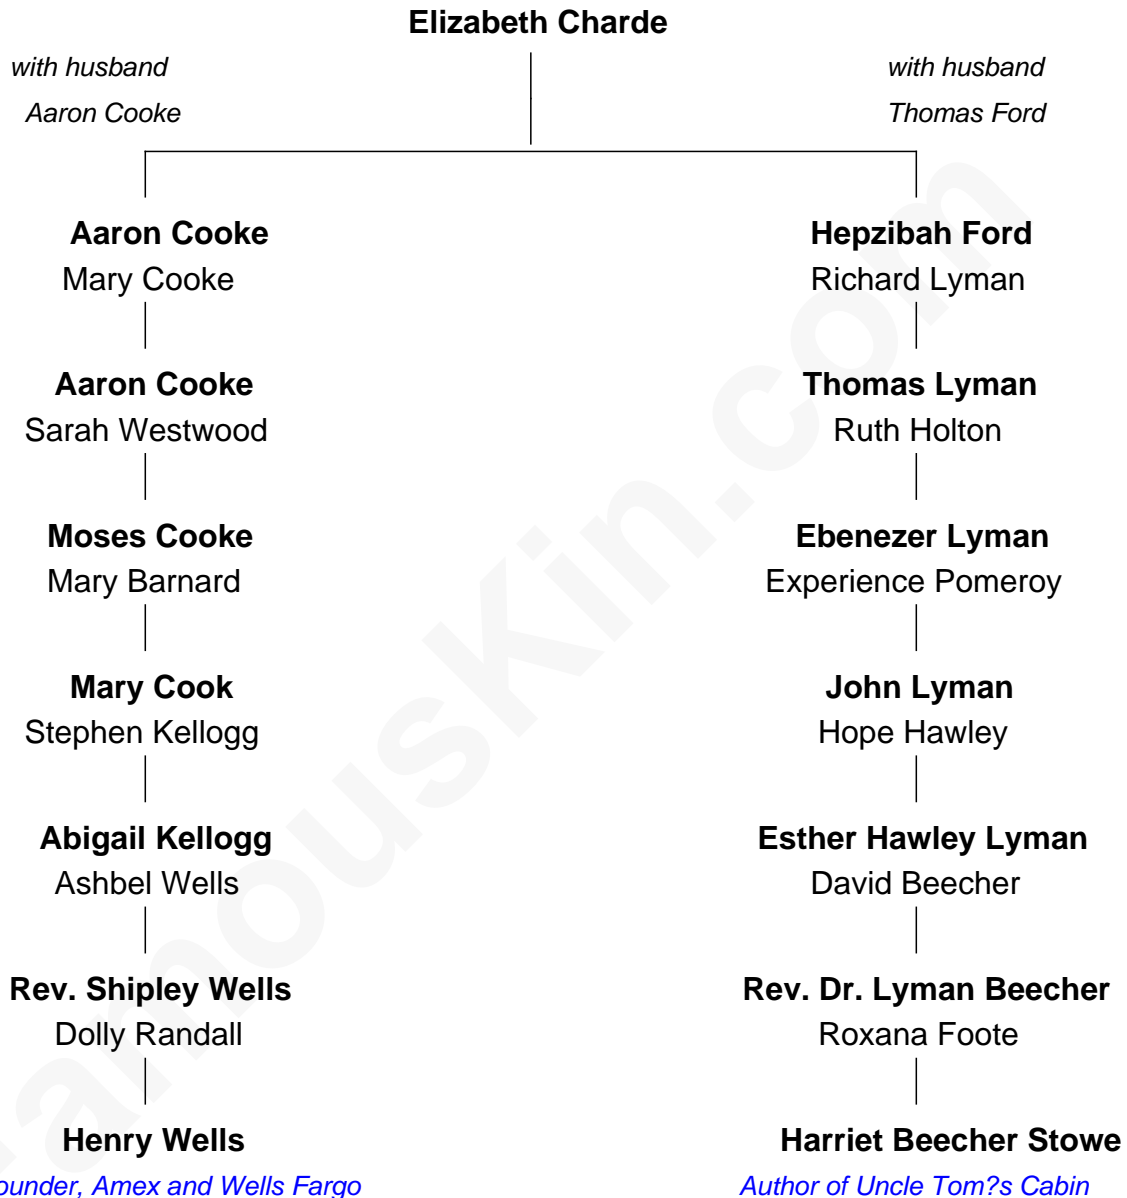 Elizabeth Charde
with husband
Aaron Cooke
with husband
Thomas Ford
Aaron Cooke
Mary Cooke
Hepzibah Ford
Richard Lyman
Aaron Cooke
Sarah Westwood
Thomas Lyman
Ruth Holton
Moses Cooke
Mary Barnard
Ebenezer Lyman
Experience Pomeroy
Mary Cook
Stephen Kellogg
John Lyman
Hope Hawley
Abigail Kellogg
Ashbel Wells
Esther Hawley Lyman
David Beecher
Rev. Shipley Wells
Dolly Randall
Rev. Dr. Lyman Beecher
Roxana Foote
Henry Wells
ounder, Amex and Wells Fargo
Harriet Beecher Stowe
Author of Uncle Tom?s Cabin
amousKin.com